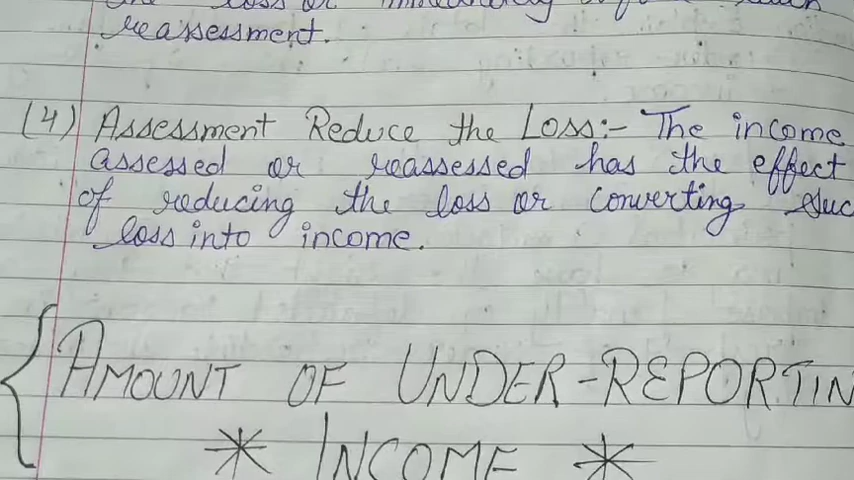 reassessment.
(4) Assessment Reduce the Loss:- The income
assessed or reassessed has the effect
of reducing the loss or converting suc
loss into income.
AMOUNT OF UNDER-REPORTIN
* INCOME *